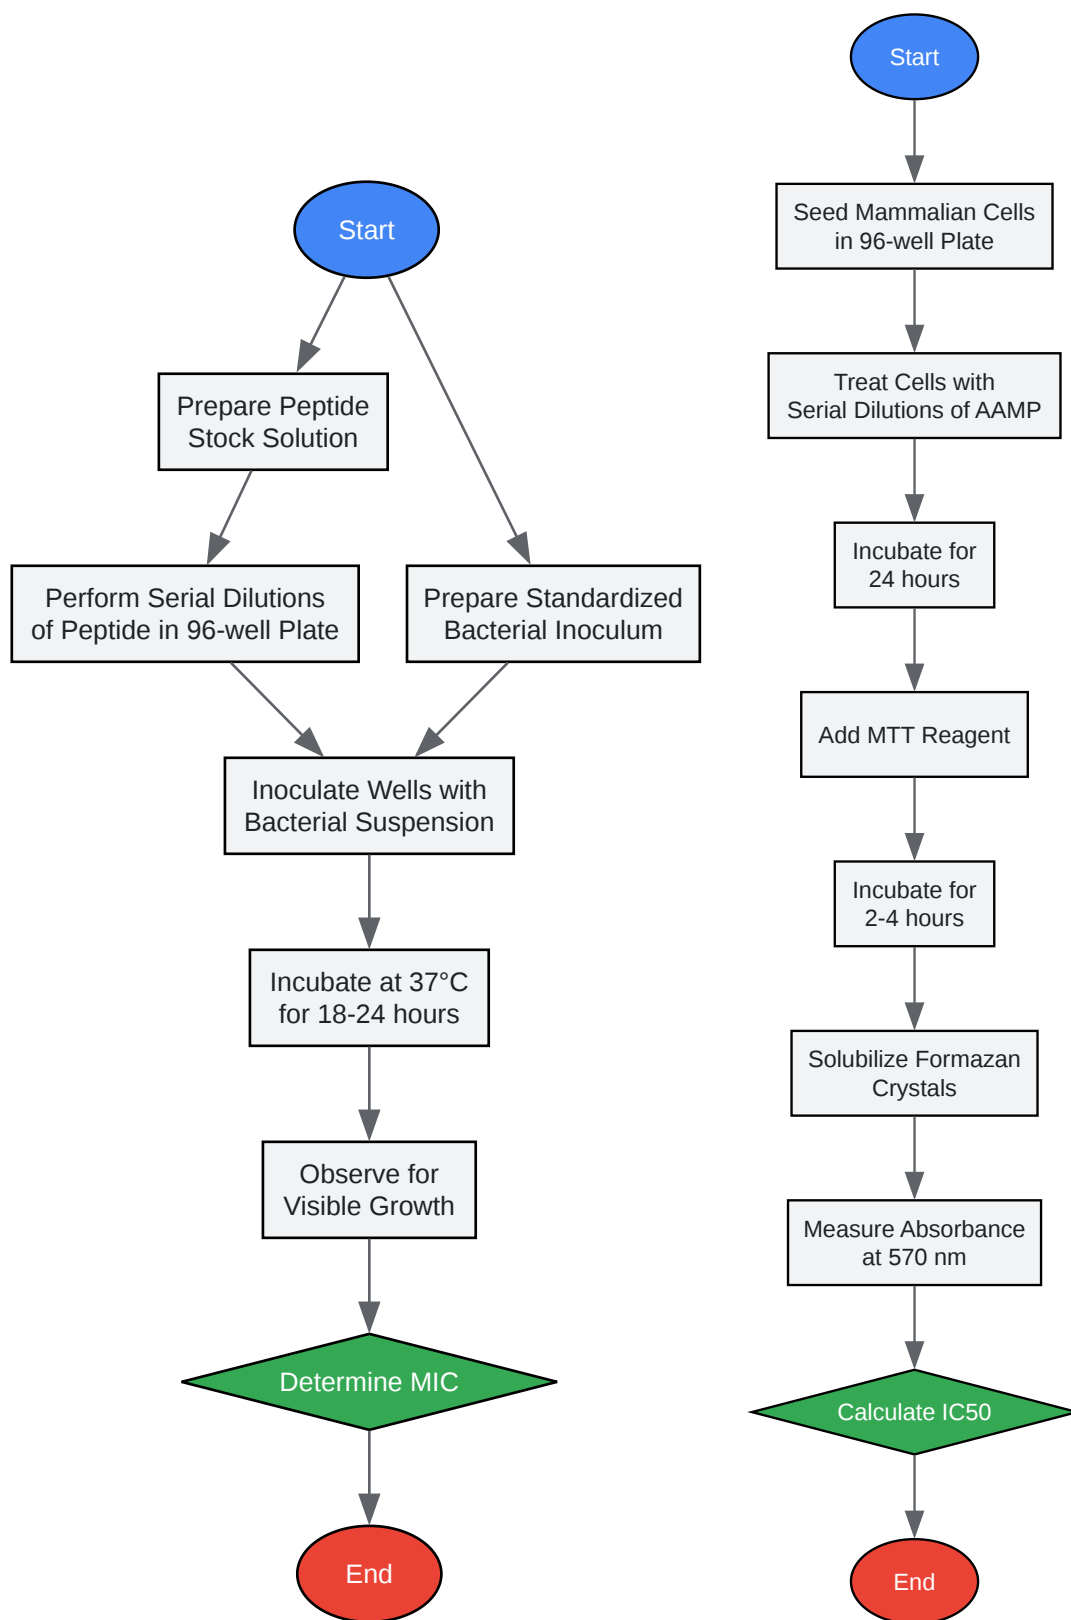 Start
Prepare Peptide
Stock Solution
Perform Serial Dilutions
of Peptide in 96-well Plate
Prepare Standardized
Bacterial Inoculum
Inoculate Wells with
Bacterial Suspension
Incubate at 37°C
for 18-24 hours
Observe for
Visible Growth
Determine MIC
End
Start
Seed Mammalian Cells
in 96-well Plate
Treat Cells with
Serial Dilutions of AAMP
Incubate for
24 hours
Add MTT Reagent
Incubate for
2-4 hours
Solubilize Formazan
Crystals
Measure Absorbance
at 570 nm
Calculate IC50
End